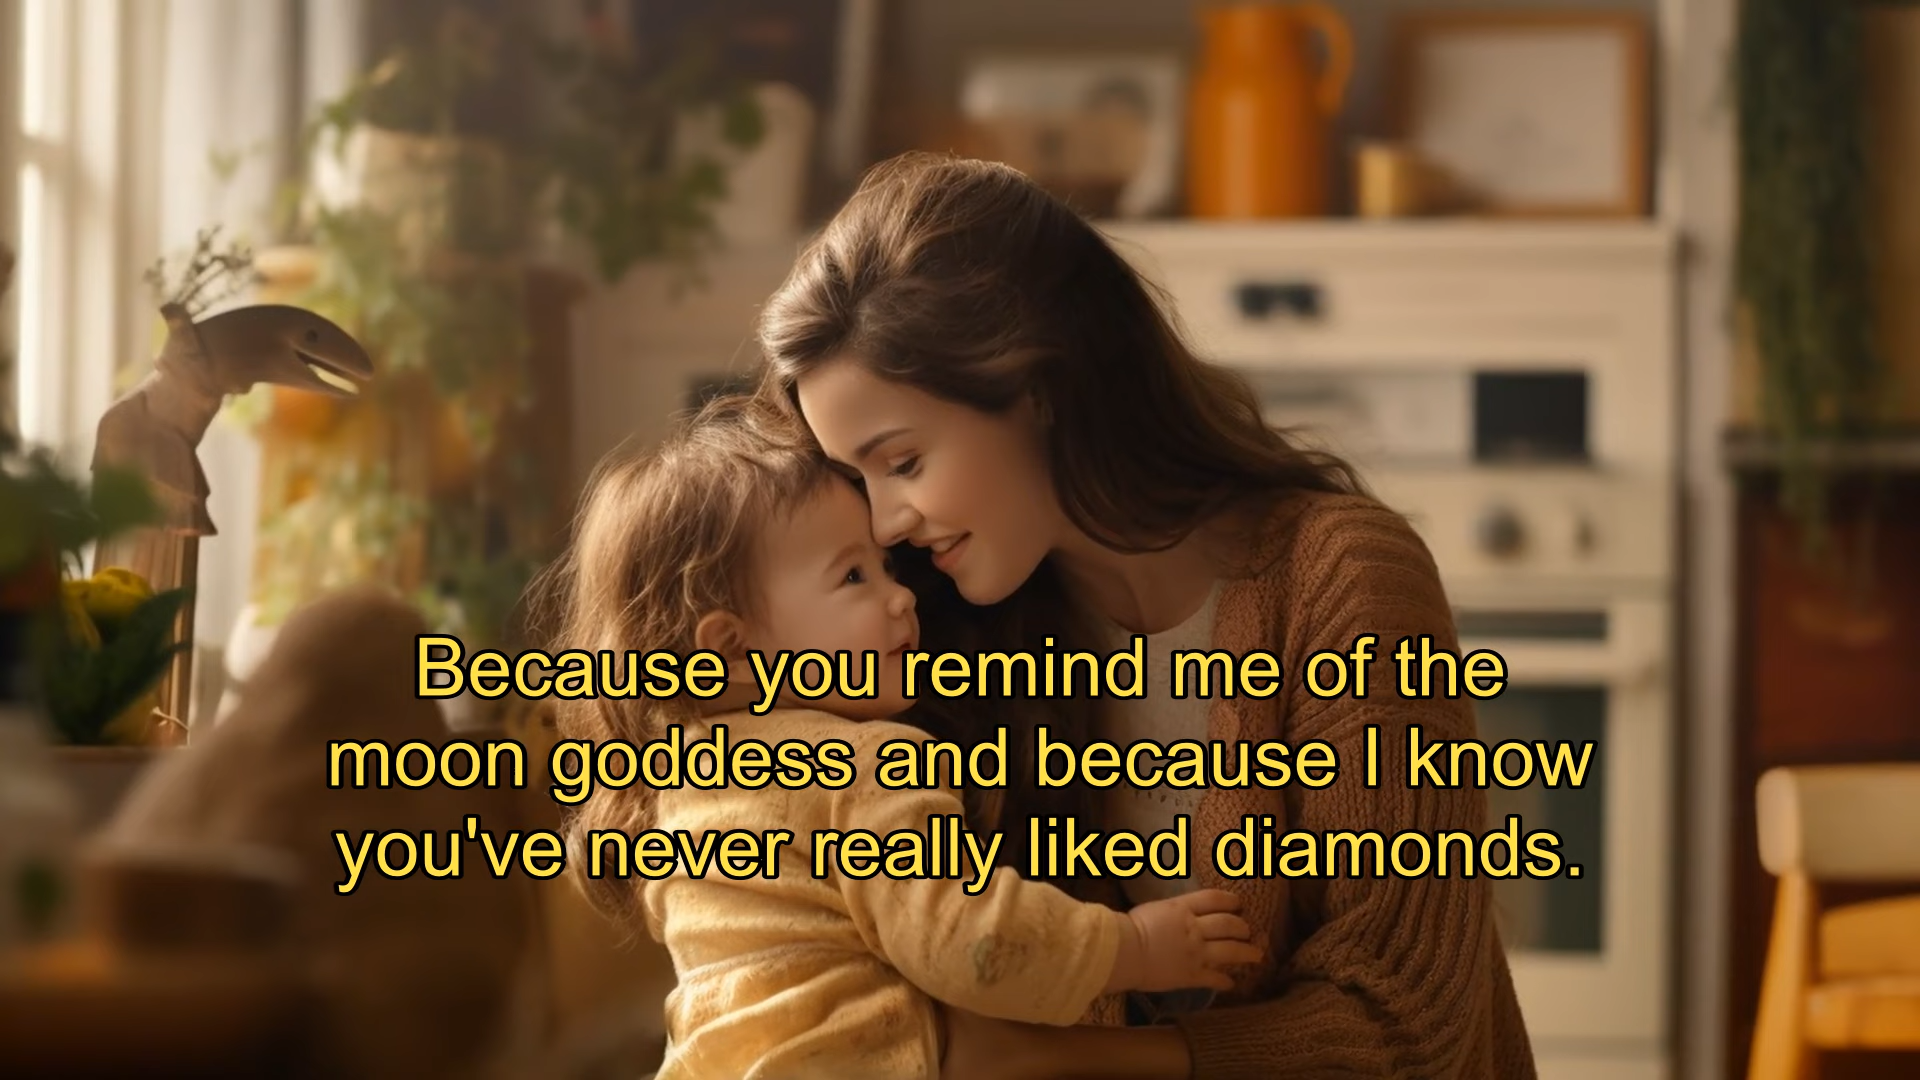 Because you remind me of the
moon goddess and because I know
you've never really liked diamonds.